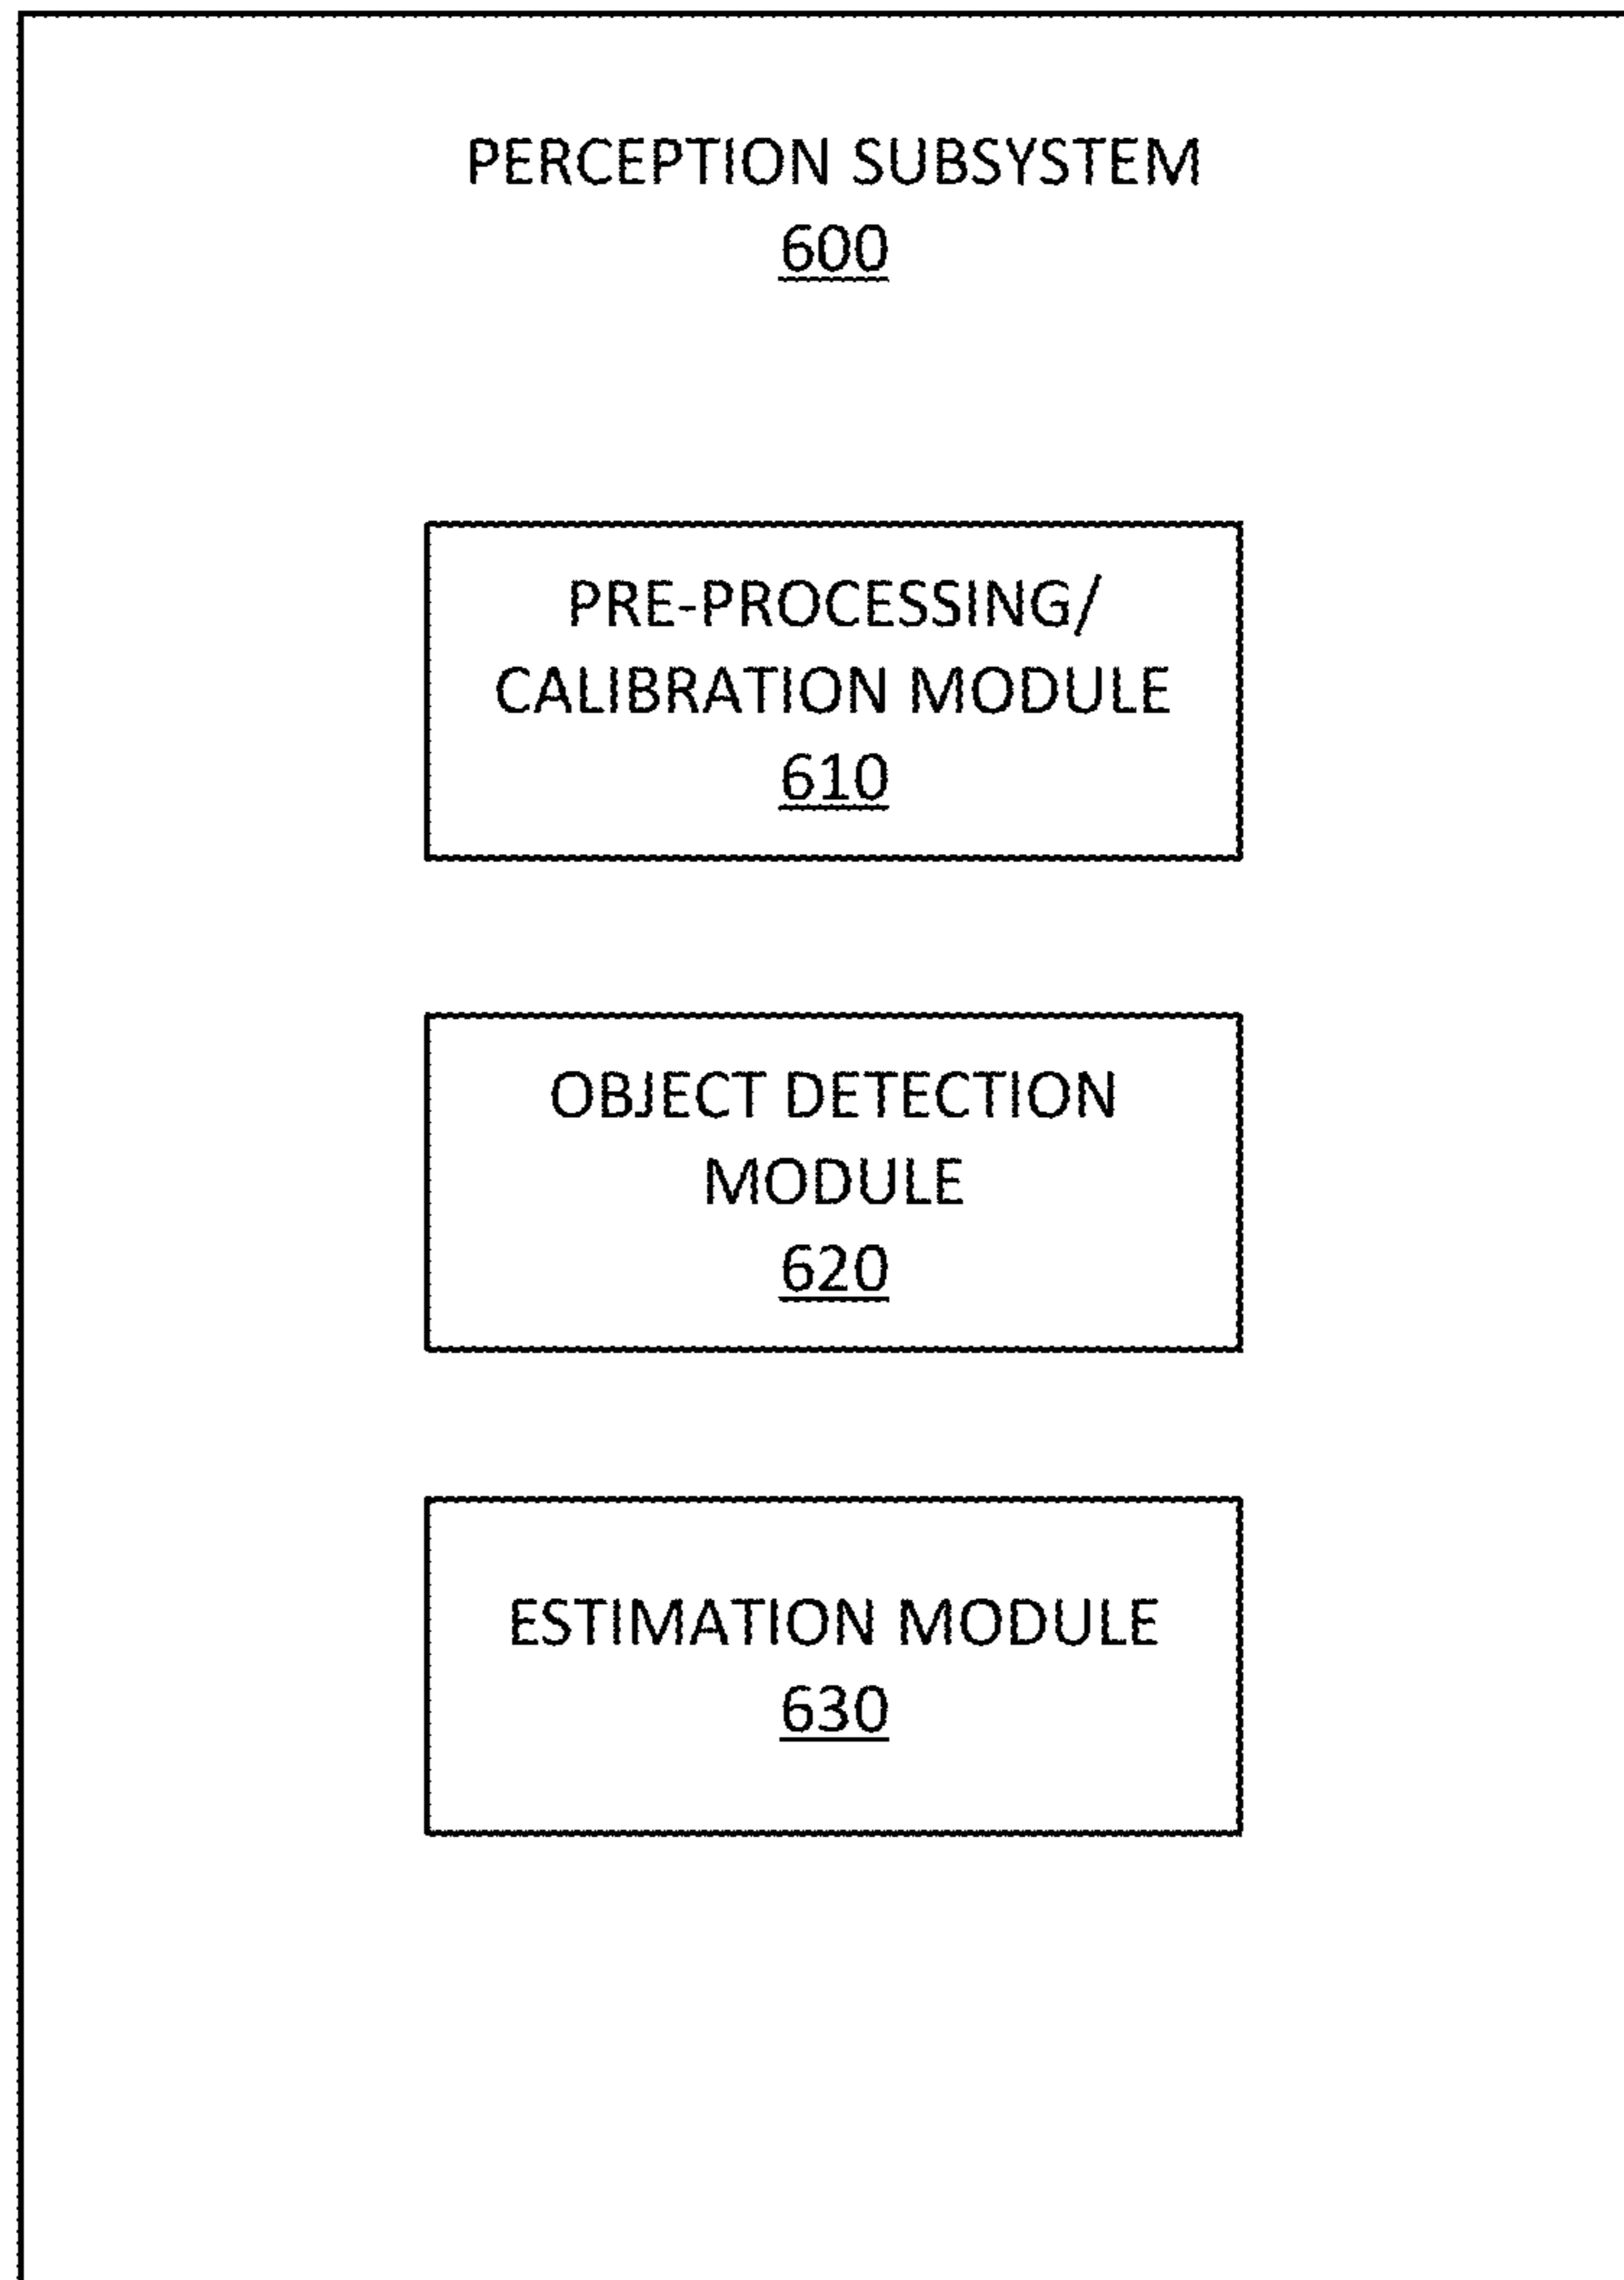 PERCEPTION SUBSYSTEM
600
PRE-PROCESSING/
CALIBRATION MODULE
610
OBJECT DETECTION
MODULE
620
ESTIMATION MODULE
630